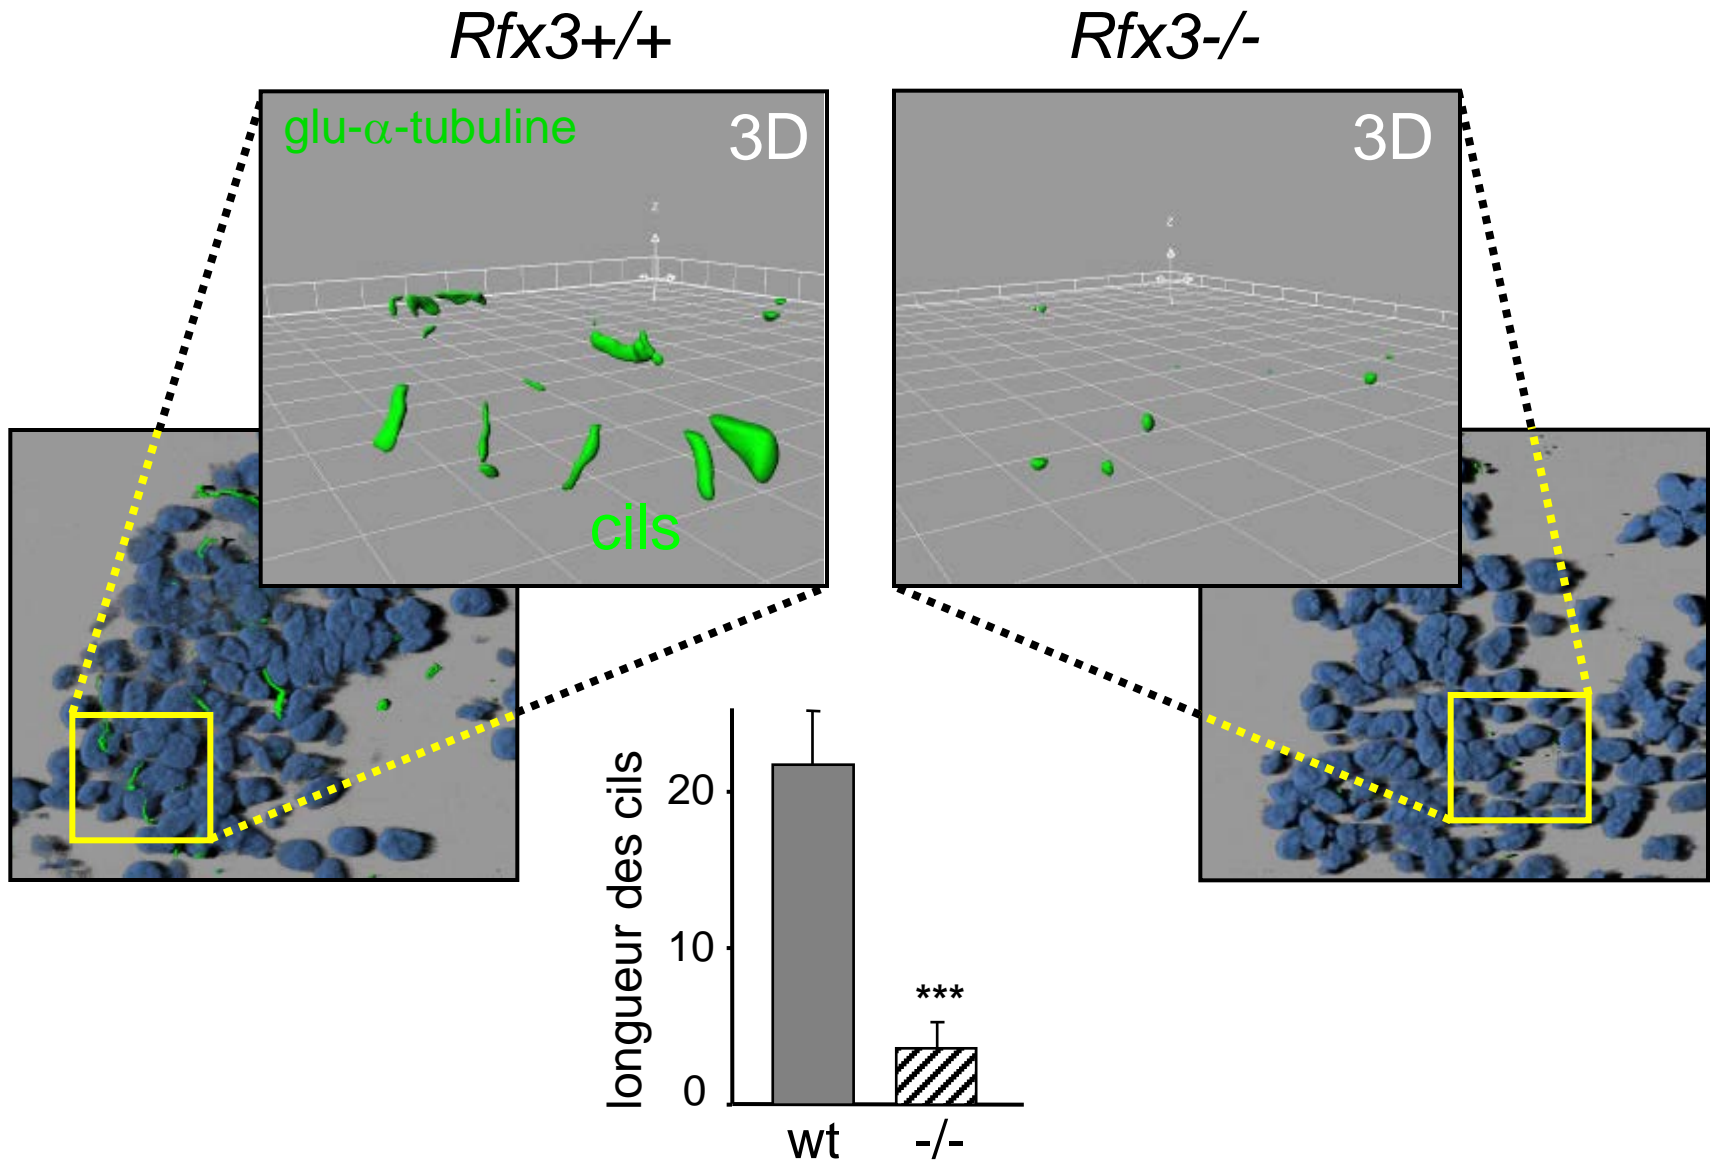 Rfx3+/+
Rfx3-/-
glu-α-tubuline
3D
3D
z
z
cils
longueur des cils
20
10
0
***
wt
-/-